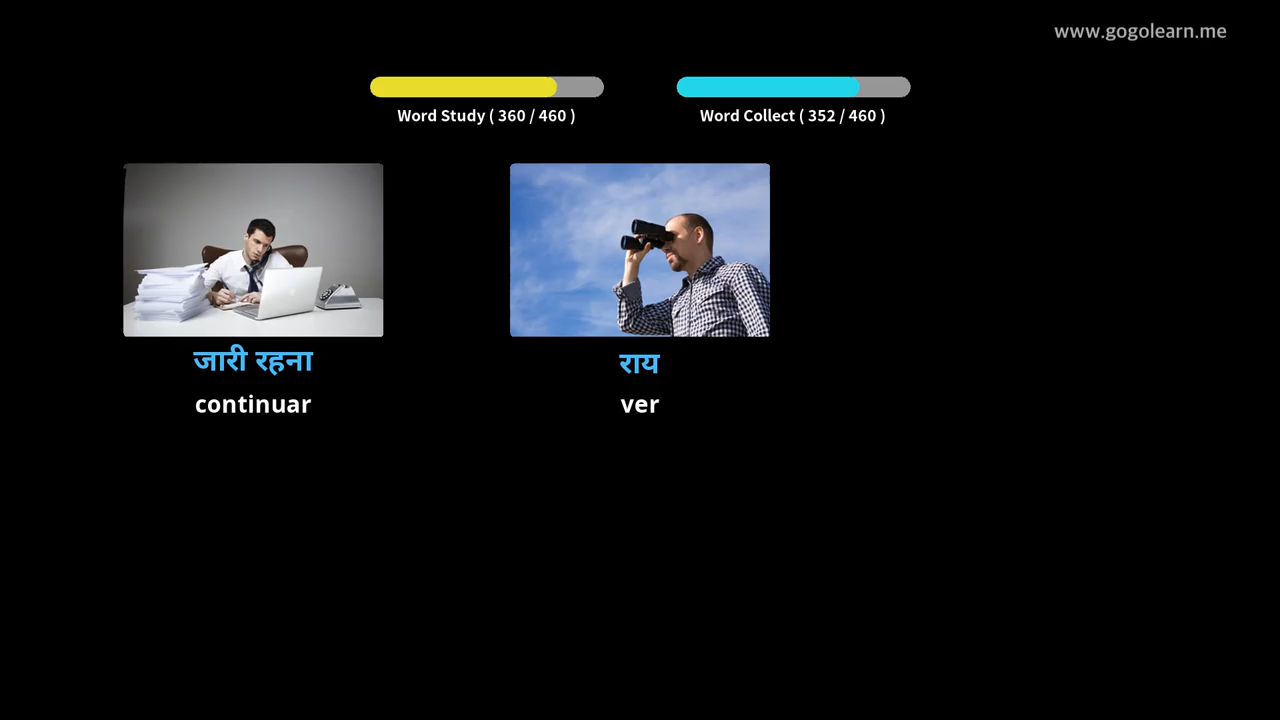 www.gogolearn.me
Word Study ( 360 / 460 )
Word Collect ( 352 / 460 )
जारी रहना
राय
continuar
ver